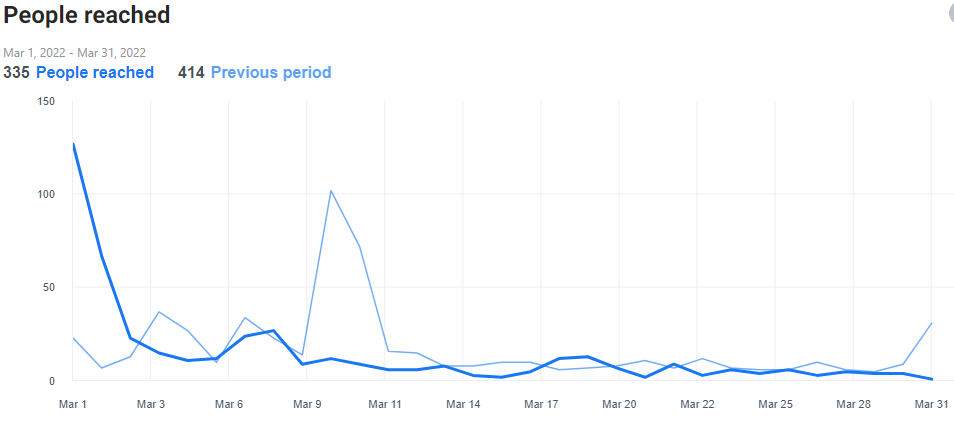 People reached
Mar 1, 2022 - Mar 31, 2022
335 People reached 414 Previous period
150
100
50
0
Mar 1 Mar 3 Mar 6 Mar 9 Mar 11 Mar 14 Mar 17 Mar 20 Mar 22 Mar 25 Mar 28 Mar 31